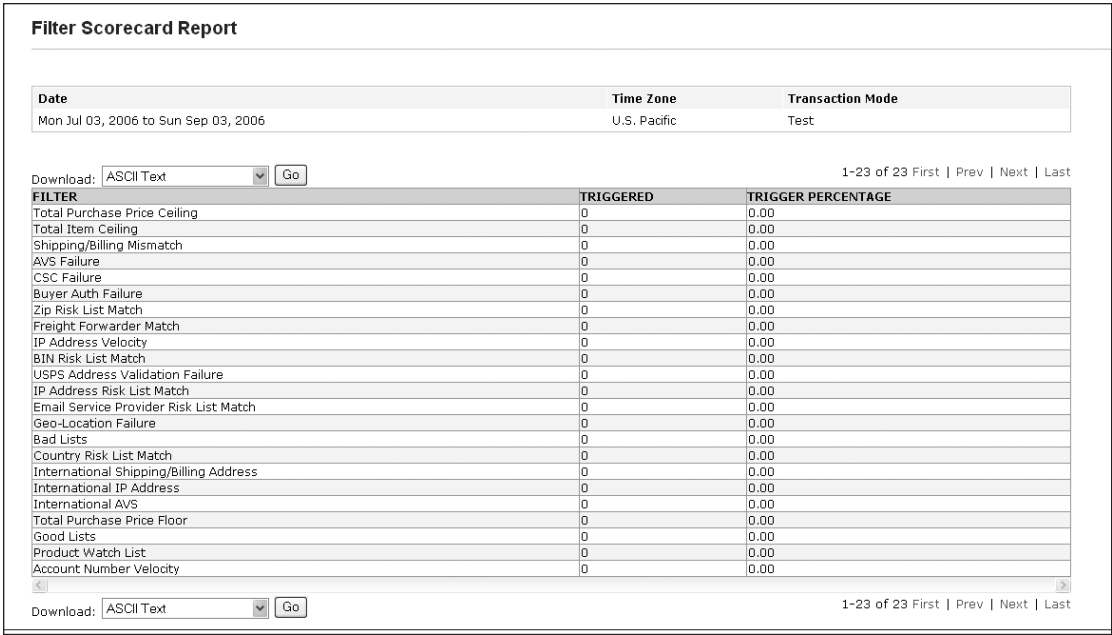 Filter Scorecard Report
Date Time Zone Transaction Mode
Mon Jul 03, 2006 to Sun Sep 03, 2006 U.S. Pacific Test
Download: ASCII Text Go 1-23 of 23 First | Prev | Next | Last
FILTER TRIGGERED TRIGGER PERCENTAGE
Total Purchase Price Ceiling 0 0.00
Total Item Ceiling 0 0.00
Shipping/Billing Mismatch 0 0.00
AVS Failure 0 0.00
CSC Failure 0 0.00
Buyer Auth Failure 0 0.00
Zip Risk List Match 0 0.00
Freight Forwarder Match 0 0.00
IP Address Velocity 0 0.00
BIN Risk List Match 0 0.00
USPS Address Validation Failure 0 0.00
IP Address Risk List Match 0 0.00
Email Service Provider Risk List Match 0 0.00
Geo-Location Failure 0 0.00
Bad Lists 0 0.00
Country Risk List Match 0 0.00
International Shipping/Billing Address 0 0.00
International IP Address 0 0.00
International AVS 0 0.00
Total Purchase Price Floor 0 0.00
Good Lists 0 0.00
Product Watch List 0 0.00
Account Number Velocity 0 0.00
Download: ASCII Text Go 1-23 of 23 First | Prev | Next | Last